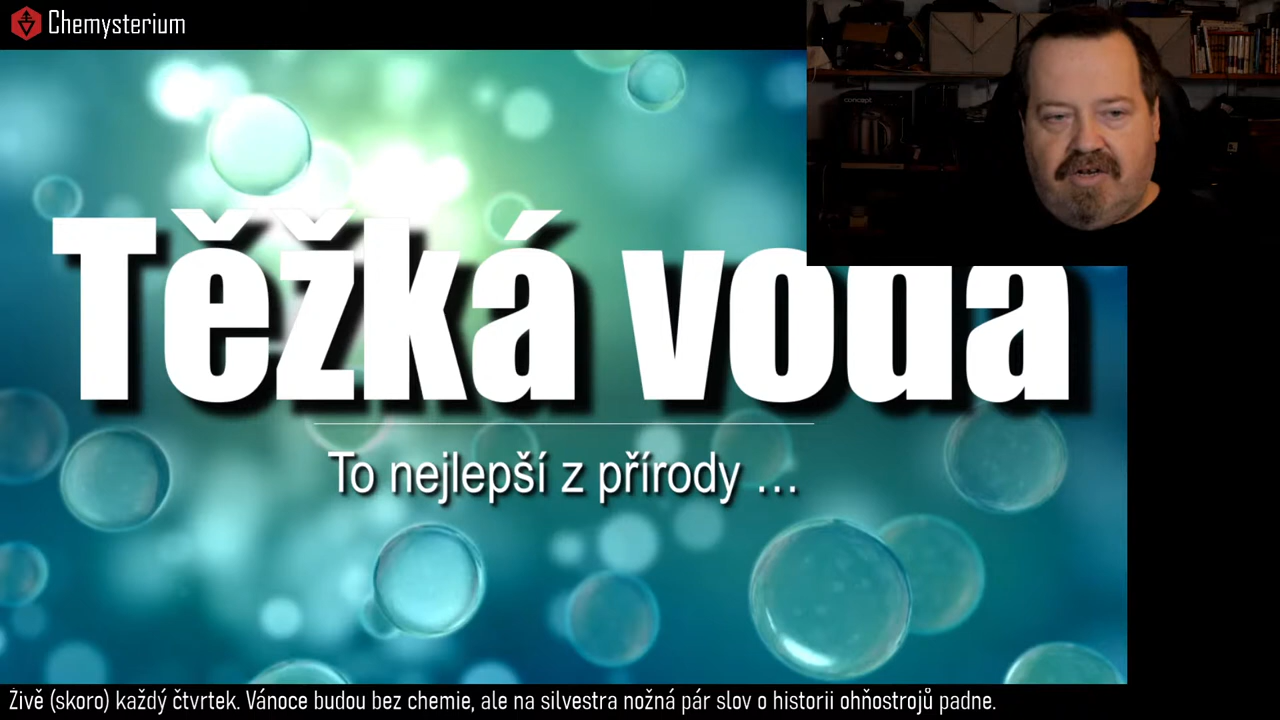 Chemysterium
concept
Těžká voda
To nejlepší z přírody ...
Živě (skoro) každý čtvrtek. Vánoce budou bez chemie, ale na silvestra nožná pár slov o historii ohňostrojů padne.